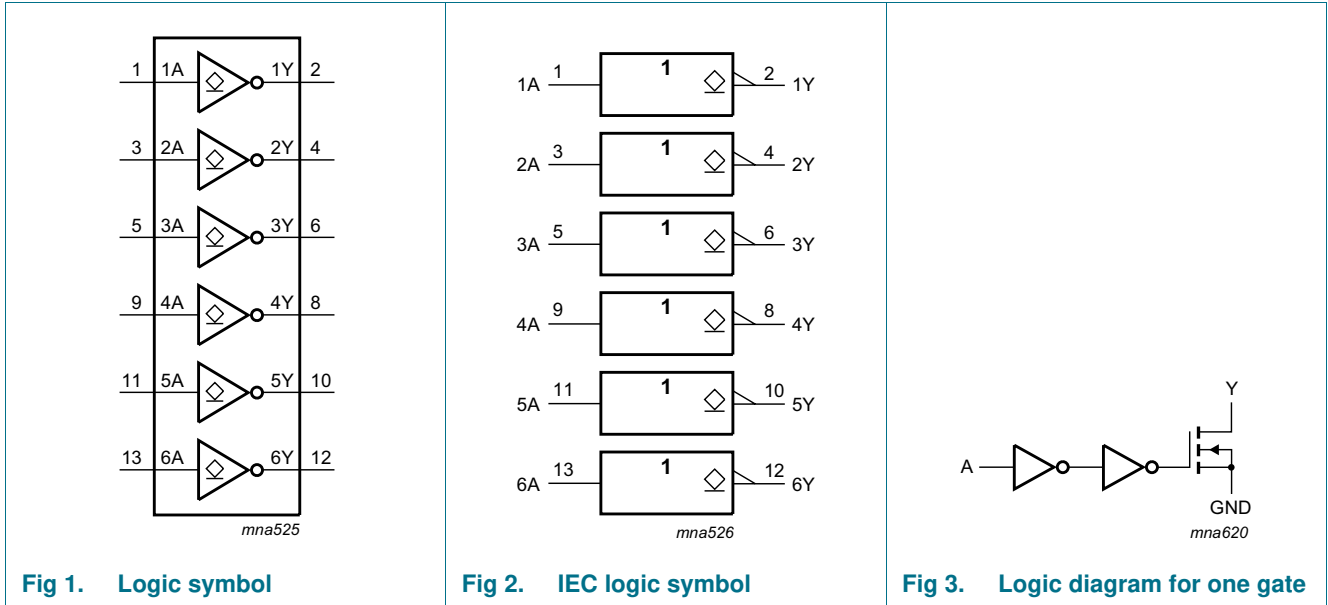 1 1A 1Y 2
3 2A 2Y 4
5 3A 3Y 6
9 4A 4Y 8
11 5A 5Y 10
13 6A 6Y 12
mna525
Fig 1. Logic symbol
1A 1 1 2 1Y
2A 3 1 4 2Y
3A 5 1 6 3Y
4A 9 1 8 4Y
5A 11 1 10 5Y
6A 13 1 12 6Y
mna526
Fig 2. IEC logic symbol
Y
A
GND
mna620
Fig 3. Logic diagram for one gate